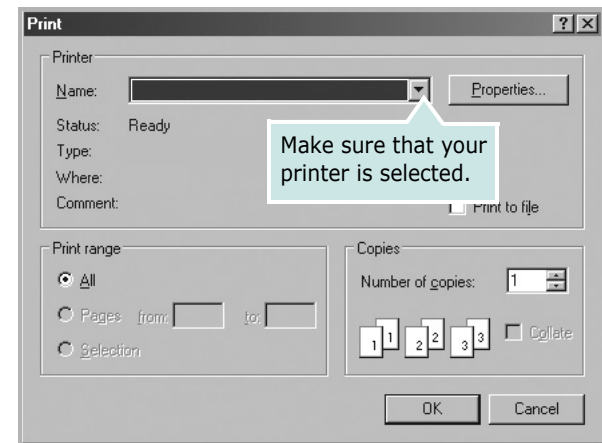 Print
Printer
Name:
Properties...
Status: Ready
Type:
Where:
Comment:
Make sure that your
printer is selected.
Print to file
Print range
All
Pages from: to:
Selection
Copies
Number of copies: 1
1 1 2 2 3 3
Collate
OK Cancel